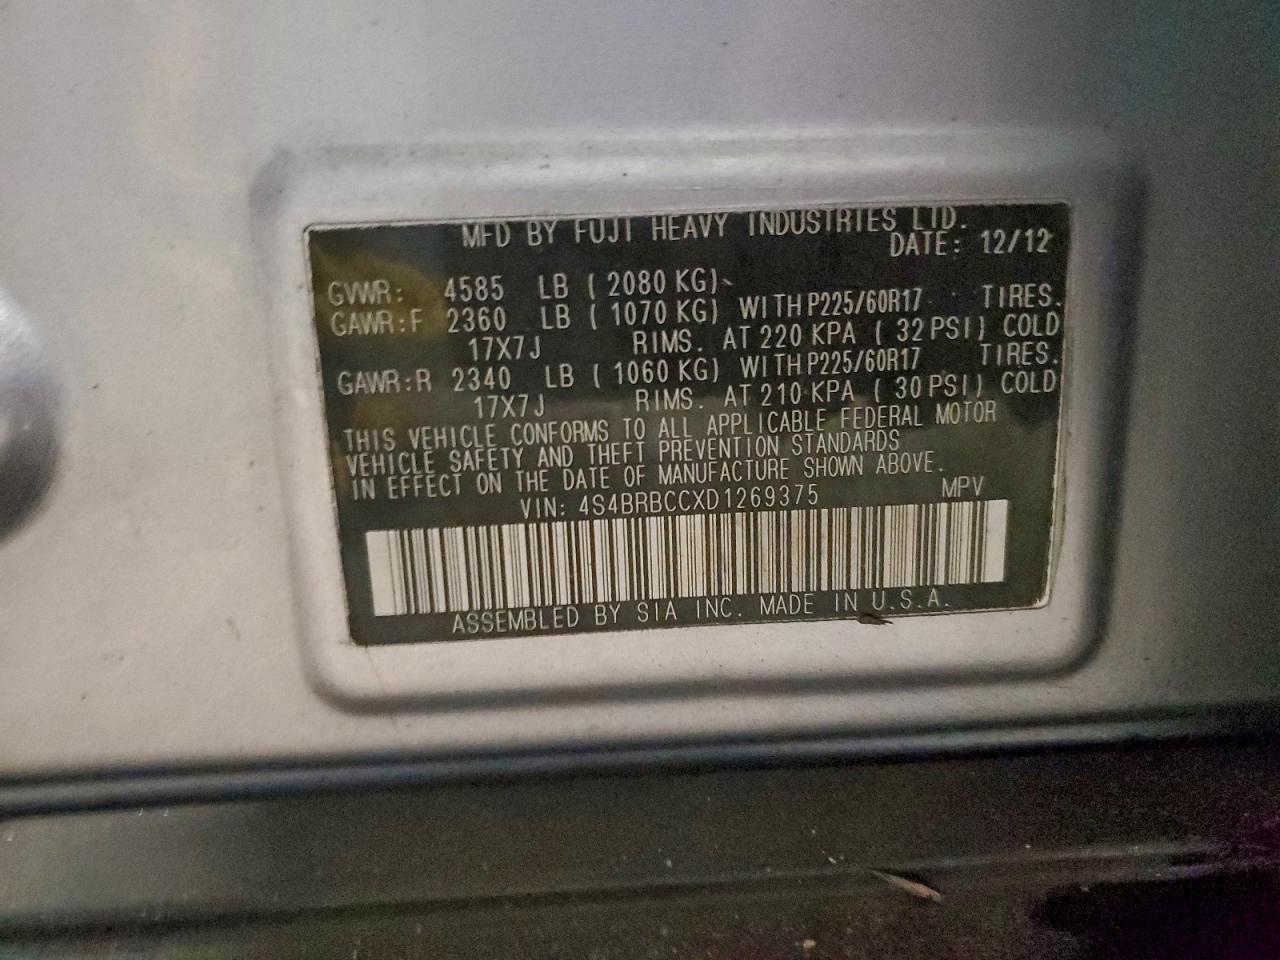 MFD BY FUJI HEAVY INDUSTRIES LTD.
DATE: 12/12
GVWR: 4585 LB ( 2080 KG)
GAWR:F 2360 LB ( 1070 KG) WITH P225/60R17 TIRES.
17X7J RIMS. AT 220 KPA ( 32 PSI) COLD
GAWR:R 2340 LB ( 1060 KG) WITH P225/60R17 TIRES.
17X7J RIMS. AT 210 KPA ( 30 PSI) COLD
THIS VEHICLE CONFORMS TO ALL APPLICABLE FEDERAL MOTOR
VEHICLE SAFETY AND THEFT PREVENTION STANDARDS
IN EFFECT ON THE DATE OF MANUFACTURE SHOWN ABOVE.
VIN: 4S4BRBCCXD1269375 MPV
ASSEMBLED BY SIA INC. MADE IN U.S.A.